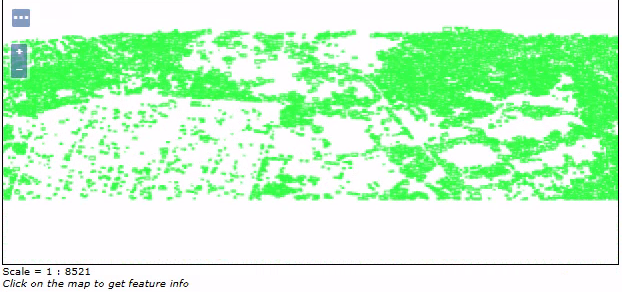 +
−
Scale = 1 : 8521
Click on the map to get feature info